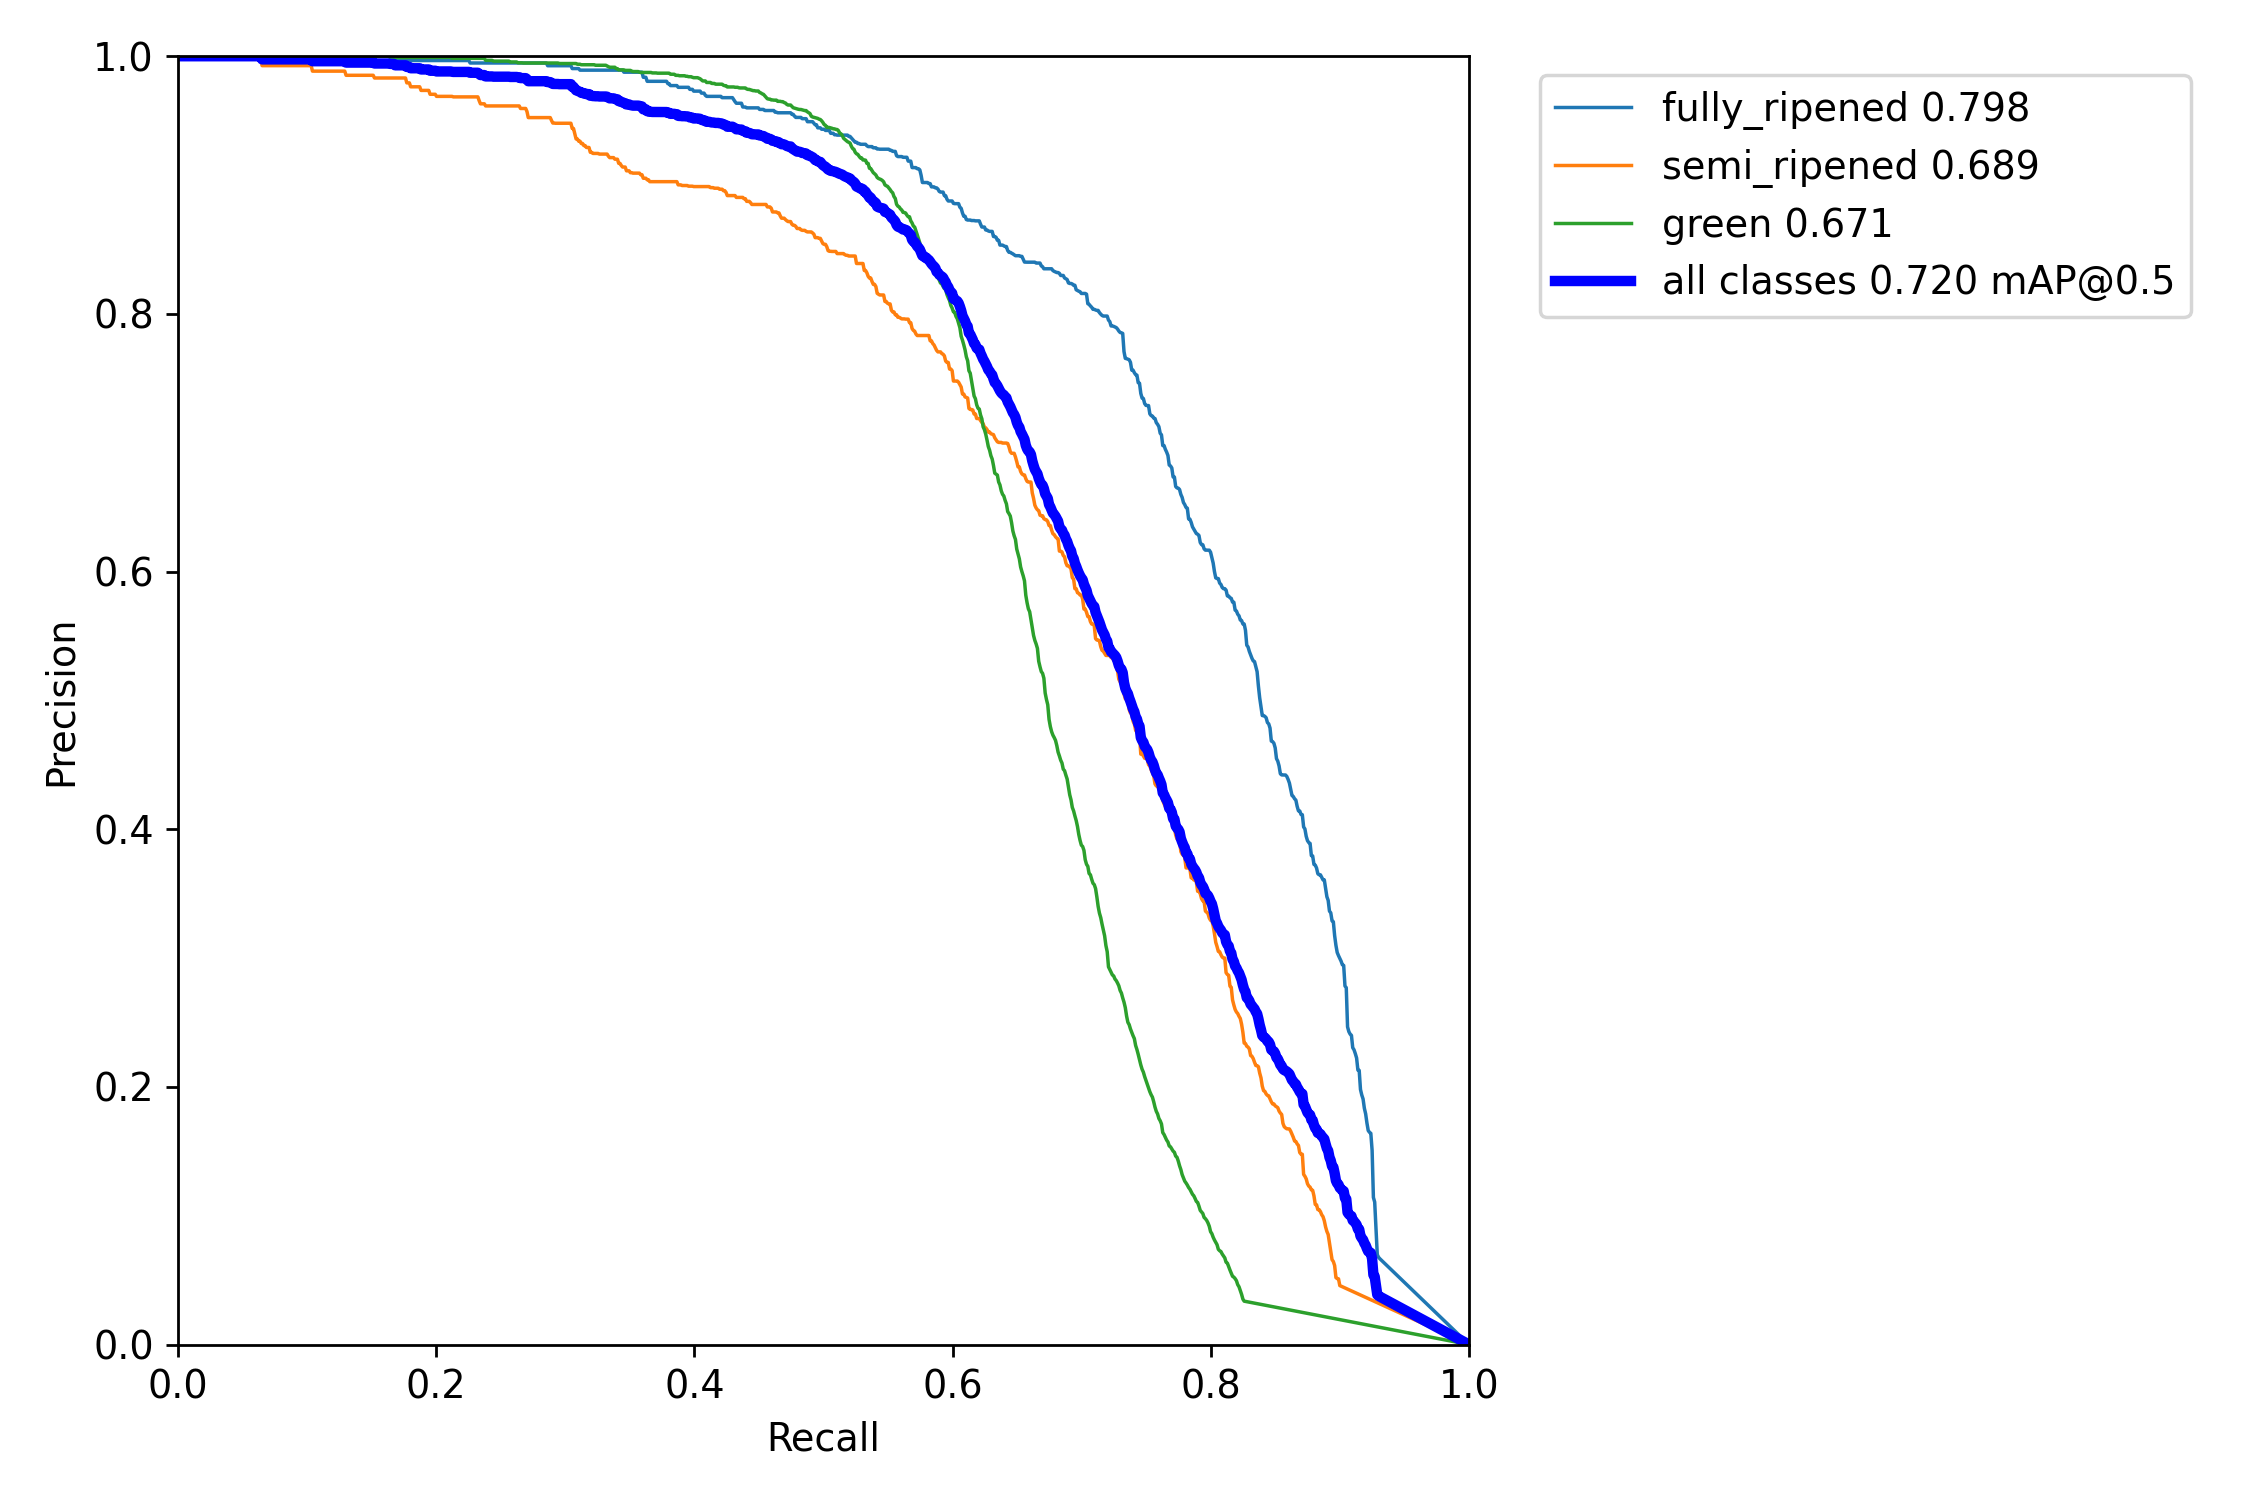 1.0
0.8
0.6
0.4
0.2
0.0
Precision
0.0 0.2 0.4 0.6 0.8 1.0
Recall
fully_ripened 0.798
semi_ripened 0.689
green 0.671
all classes 0.720 mAP@0.5